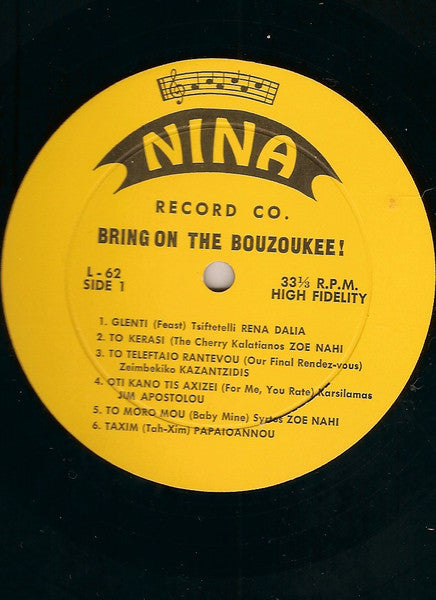 NINA
RECORD CO.
BRING ON THE BOUZOUKEE!
L-62
SIDE 1
33⅓ R.P.M.
HIGH FIDELITY
1. GLENTI (Feast) Tsiftetelli RENA DALIA
2. TO KERASI (The Cherry Kalatianos ZOE NAHI
3. TO TELEFTAIO RANTEVOU (Our Final Rendez-vous)
Zeimbekiko KAZANTZIDIS
4. OTI KANO TIS AXIZEI (For Me, You Rate) Karsilamas
JIM APOSTOLOU
5. TO MORO MOU (Baby Mine) Syrtos ZOE NAHI
6. TAXIM (Tah-Xim) PAPAIOANNOU